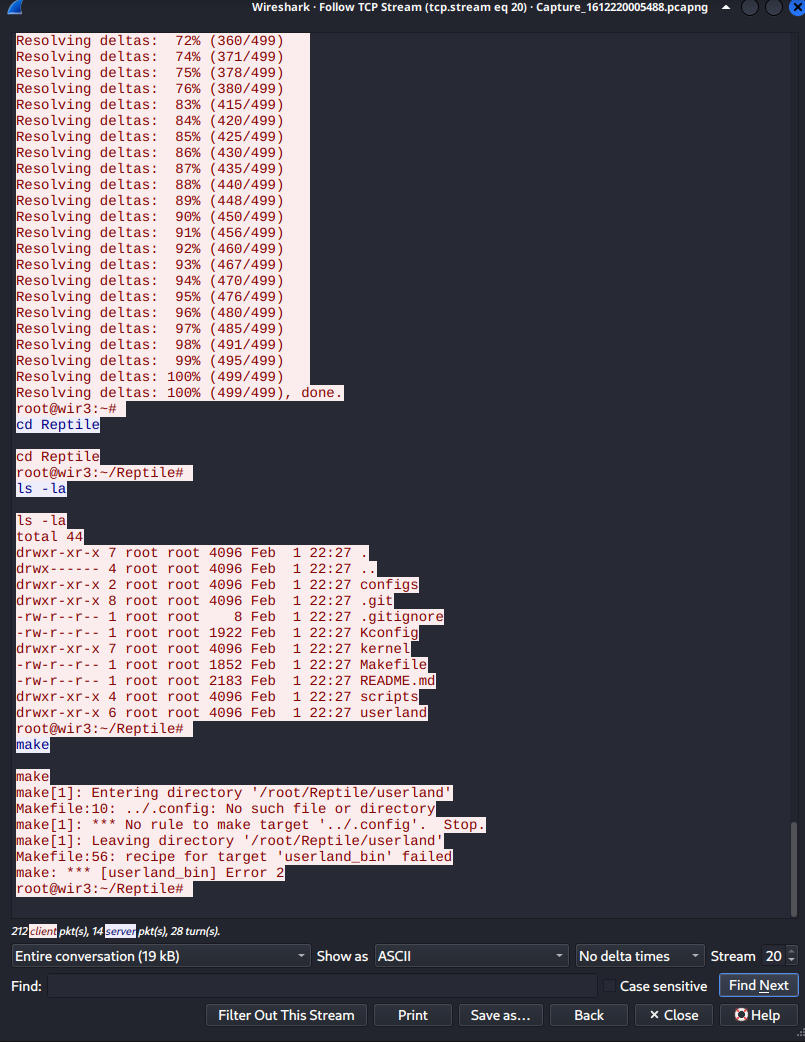 Wireshark · Follow TCP Stream (tcp.stream eq 20) · Capture_1612220005488.pcapng
Resolving deltas:  72% (360/499)
Resolving deltas:  74% (371/499)
Resolving deltas:  75% (378/499)
Resolving deltas:  76% (380/499)
Resolving deltas:  83% (415/499)
Resolving deltas:  84% (420/499)
Resolving deltas:  85% (425/499)
Resolving deltas:  86% (430/499)
Resolving deltas:  87% (435/499)
Resolving deltas:  88% (440/499)
Resolving deltas:  89% (448/499)
Resolving deltas:  90% (450/499)
Resolving deltas:  91% (456/499)
Resolving deltas:  92% (460/499)
Resolving deltas:  93% (467/499)
Resolving deltas:  94% (470/499)
Resolving deltas:  95% (476/499)
Resolving deltas:  96% (480/499)
Resolving deltas:  97% (485/499)
Resolving deltas:  98% (491/499)
Resolving deltas:  99% (495/499)
Resolving deltas: 100% (499/499)
Resolving deltas: 100% (499/499), done.
root@wir3:~#
cd Reptile
cd Reptile
root@wir3:~/Reptile#
ls -la
ls -la
total 44
drwxr-xr-x 7 root root 4096 Feb  1 22:27 .
drwx------ 4 root root 4096 Feb  1 22:27 ..
drwxr-xr-x 2 root root 4096 Feb  1 22:27 configs
drwxr-xr-x 8 root root 4096 Feb  1 22:27 .git
-rw-r--r-- 1 root root    8 Feb  1 22:27 .gitignore
-rw-r--r-- 1 root root 1922 Feb  1 22:27 Kconfig
drwxr-xr-x 7 root root 4096 Feb  1 22:27 kernel
-rw-r--r-- 1 root root 1852 Feb  1 22:27 Makefile
-rw-r--r-- 1 root root 2183 Feb  1 22:27 README.md
drwxr-xr-x 4 root root 4096 Feb  1 22:27 scripts
drwxr-xr-x 6 root root 4096 Feb  1 22:27 userland
root@wir3:~/Reptile#
make
make
make[1]: Entering directory '/root/Reptile/userland'
Makefile:10: ../.config: No such file or directory
make[1]: *** No rule to make target '../.config'.  Stop.
make[1]: Leaving directory '/root/Reptile/userland'
Makefile:56: recipe for target 'userland_bin' failed
make: *** [userland_bin] Error 2
root@wir3:~/Reptile#
212 client pkt(s), 14 server pkt(s), 28 turn(s).
Entire conversation (19 kB) Show as ASCII No delta times Stream 20
Find: Case sensitive Find Next
Filter Out This Stream Print Save as… Back Close Help